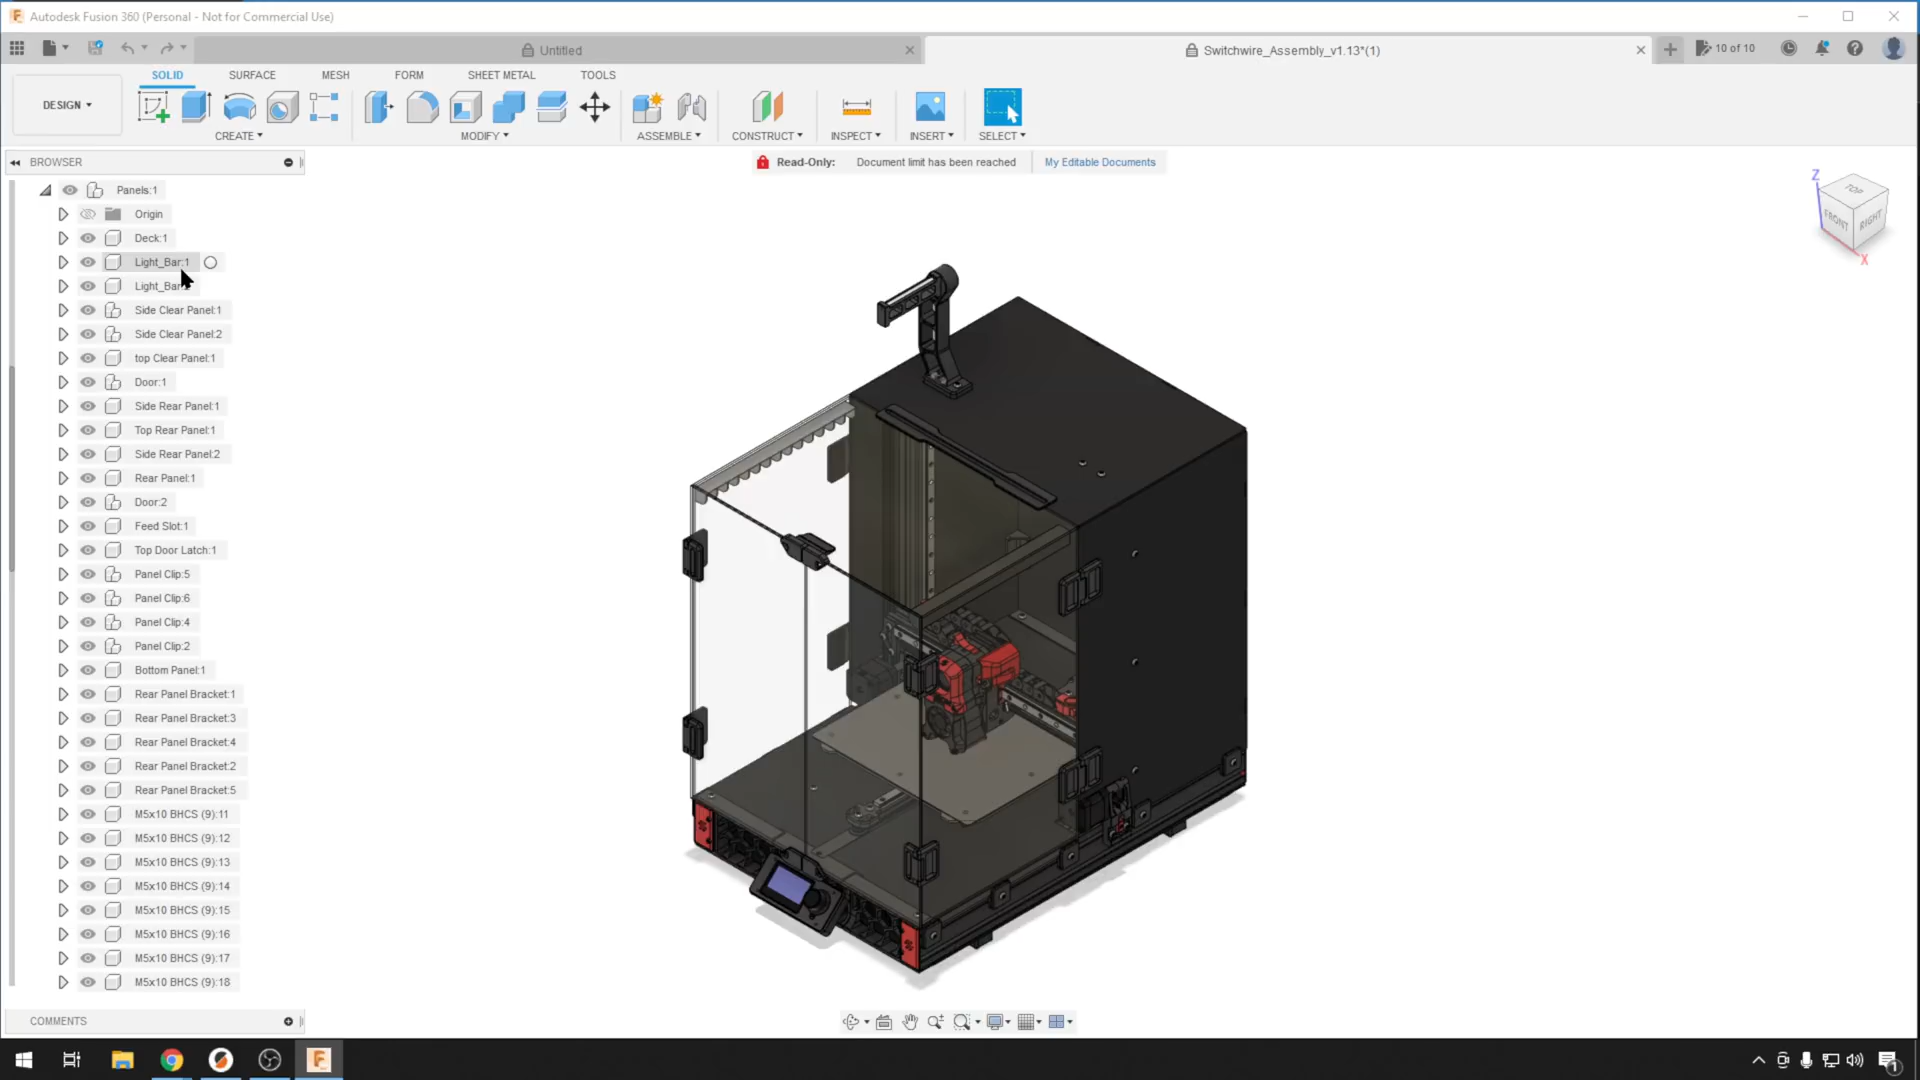 Autodesk Fusion 360 (Personal - Not for Commercial Use)
Untitled
Switchwire_Assembly_v1.13*(1)
10 of 10
DESIGN
SOLID
SURFACE
MESH
FORM
SHEET METAL
TOOLS
CREATE
MODIFY
ASSEMBLE
CONSTRUCT
INSPECT
INSERT
SELECT
BROWSER
Read-Only: Document limit has been reached My Editable Documents
Z
TOP
FRONT
RIGHT
X
Panels:1
Origin
Deck:1
Light_Bar:1
Light_Bar
Side Clear Panel:1
Side Clear Panel:2
top Clear Panel:1
Door:1
Side Rear Panel:1
Top Rear Panel:1
Side Rear Panel:2
Rear Panel:1
Door:2
Feed Slot:1
Top Door Latch:1
Panel Clip:5
Panel Clip:6
Panel Clip:4
Panel Clip:2
Bottom Panel:1
Rear Panel Bracket:1
Rear Panel Bracket:3
Rear Panel Bracket:4
Rear Panel Bracket:2
Rear Panel Bracket:5
M5x10 BHCS (9):11
M5x10 BHCS (9):12
M5x10 BHCS (9):13
M5x10 BHCS (9):14
M5x10 BHCS (9):15
M5x10 BHCS (9):16
M5x10 BHCS (9):17
M5x10 BHCS (9):18
COMMENTS
1